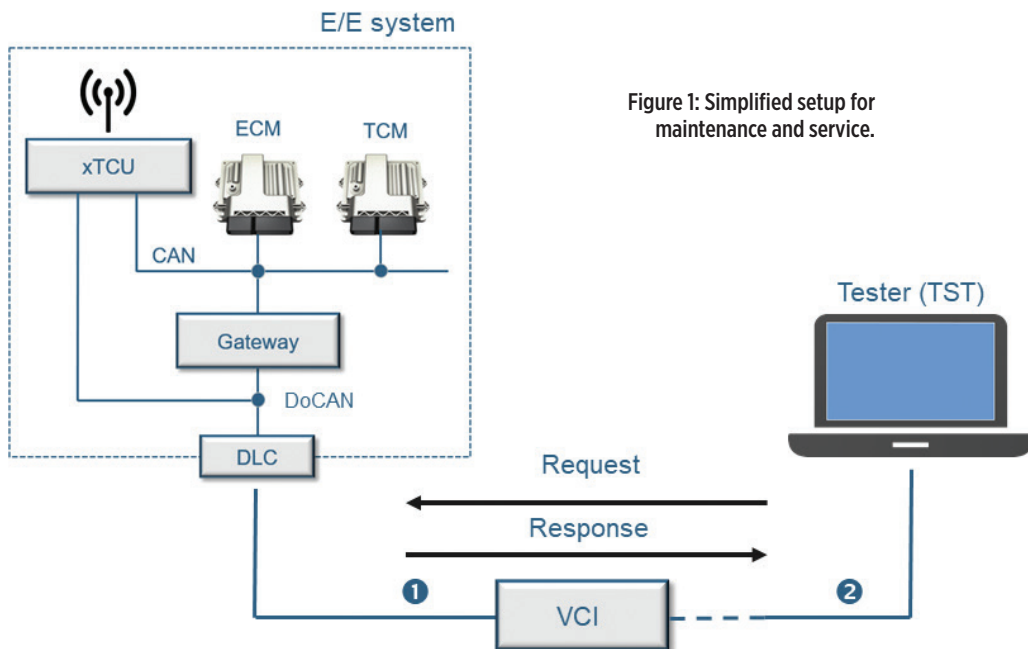 E/E system
Figure 1: Simplified setup for
maintenance and service.
ECM
TCM
xTCU
CAN
Tester (TST)
Gateway
DoCAN
DLC
Request
Response
1
2
VCI